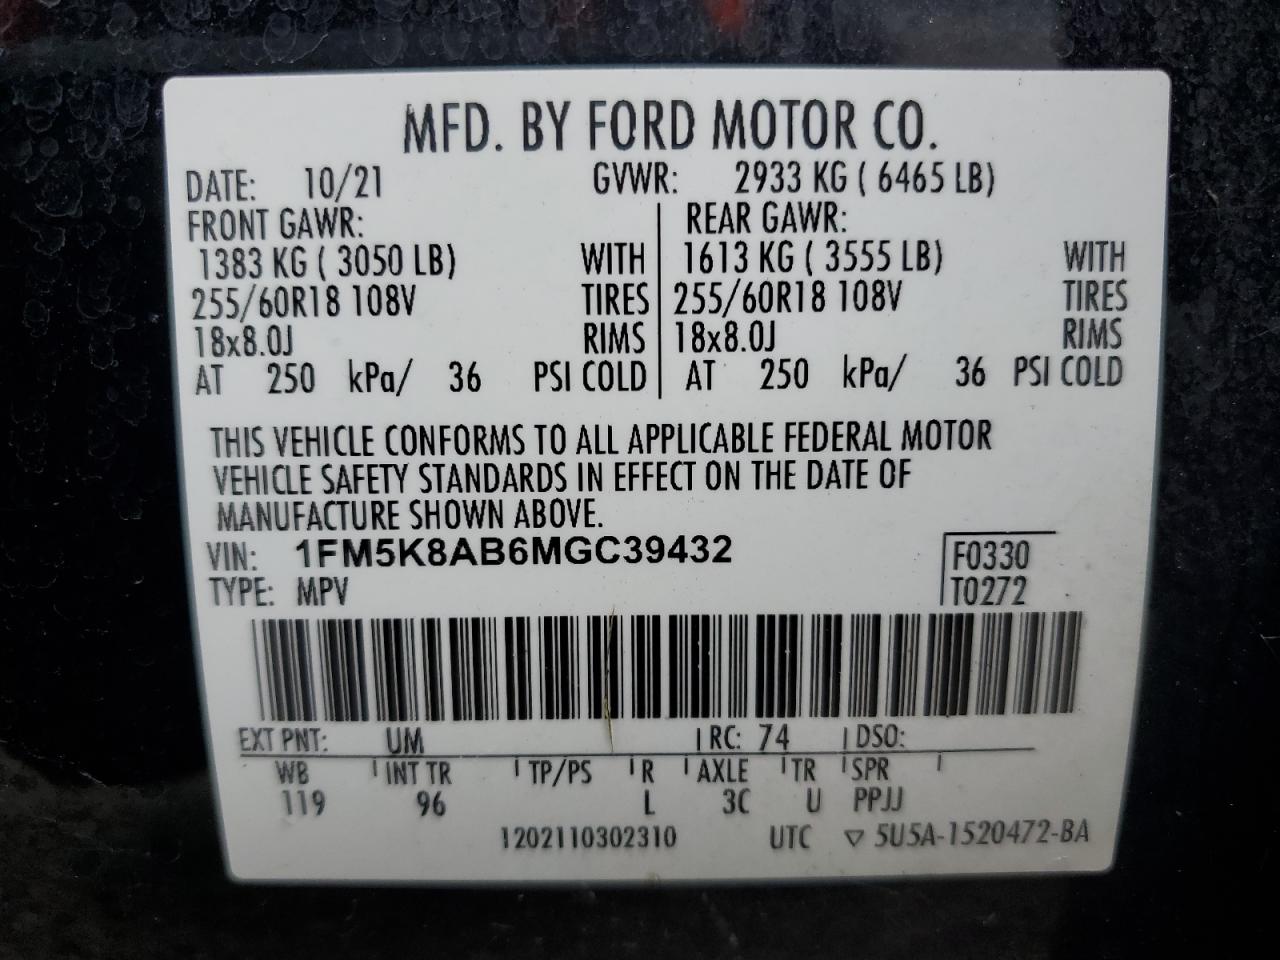 MFD. BY FORD MOTOR CO.
DATE: 10/21 GVWR: 2933 KG ( 6465 LB)
FRONT GAWR: REAR GAWR:
1383 KG ( 3050 LB) WITH 1613 KG ( 3555 LB) WITH
255/60R18 108V TIRES 255/60R18 108V TIRES
18x8.0J RIMS 18x8.0J RIMS
AT 250 kPa/ 36 PSI COLD AT 250 kPa/ 36 PSI COLD
THIS VEHICLE CONFORMS TO ALL APPLICABLE FEDERAL MOTOR
VEHICLE SAFETY STANDARDS IN EFFECT ON THE DATE OF
MANUFACTURE SHOWN ABOVE.
VIN: 1FM5K8AB6MGC39432 F0330
TYPE: MPV T0272
EXT PNT: UM RC: 74 DSO:
WB INT TR TP/PS R AXLE TR SPR
119 96 L 3C U PPJJ
1202110302310 UTC ▽ 5U5A-1520472-BA